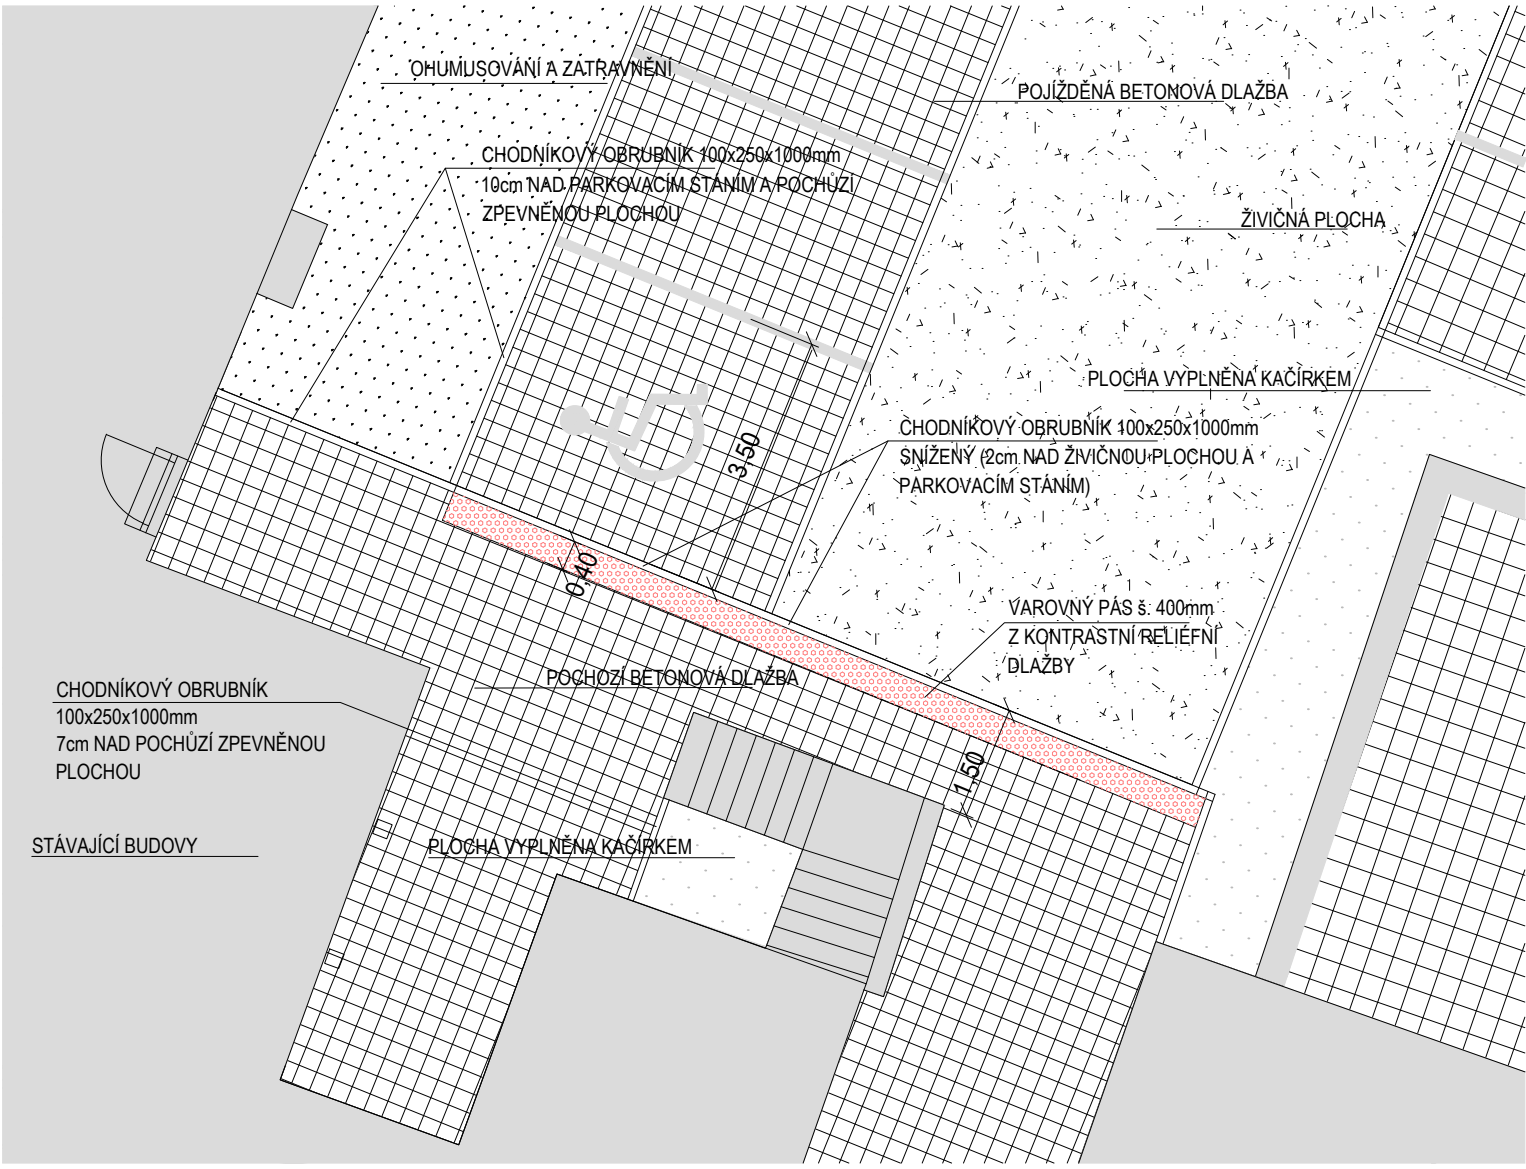 OHUMUSOVÁNÍ A ZATRAVNĚNÍ
POJÍŽDĚNÁ BETONOVÁ DLAŽBA
CHODNÍKOVÝ OBRUBNÍK 100x250x1000mm
10cm NAD PARKOVACÍM STÁNÍM A POCHŮZÍ
ZPEVNĚNOU PLOCHOU
ŽIVIČNÁ PLOCHA
PLOCHA VYPLNĚNA KAČÍRKEM
CHODNÍKOVÝ OBRUBNÍK 100x250x1000mm
SNÍŽENÝ (2cm NAD ŽIVIČNOU PLOCHOU A
PARKOVACÍM STÁNÍM)
3,50
0,40
VAROVNÝ PÁS š. 400mm
Z KONTRASTNÍ RELIÉFNÍ
DLAŽBY
POCHOZÍ BETONOVÁ DLAŽBA
CHODNÍKOVÝ OBRUBNÍK
100x250x1000mm
7cm NAD POCHŮZÍ ZPEVNĚNOU
PLOCHOU
1,50
STÁVAJÍCÍ BUDOVY
PLOCHA VYPLNĚNA KAČÍRKEM